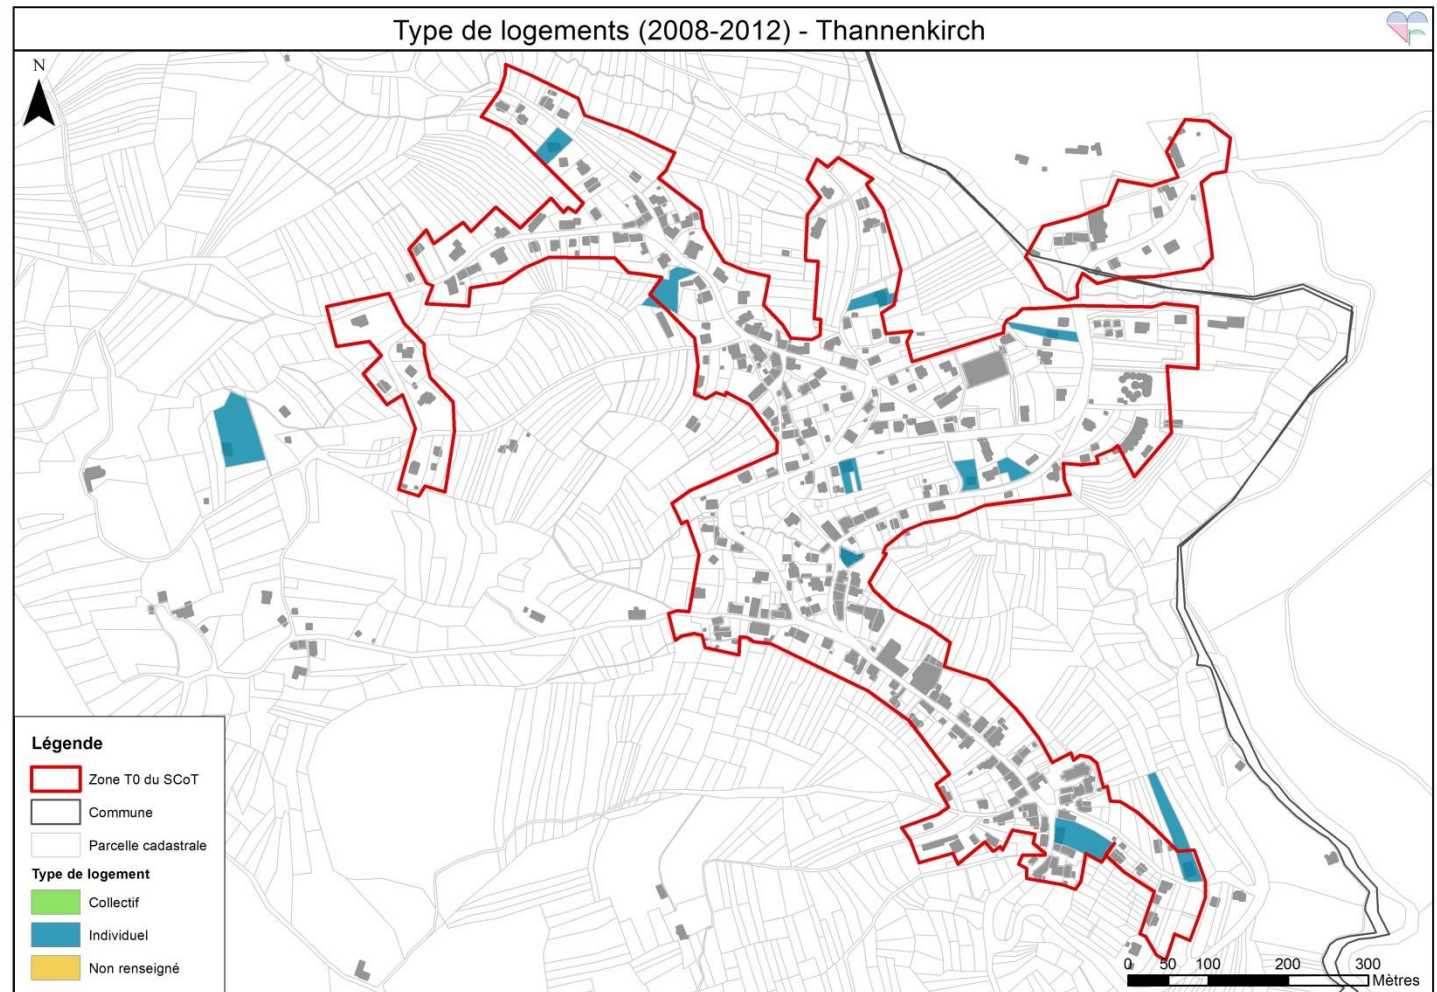 Type de logements (2008-2012) - Thannenkirch
N
Légende
Zone T0 du SCoT
Commune
Parcelle cadastrale
Type de logement
Collectif
Individuel
Non renseigné
0 50 100 200 300
Mètres